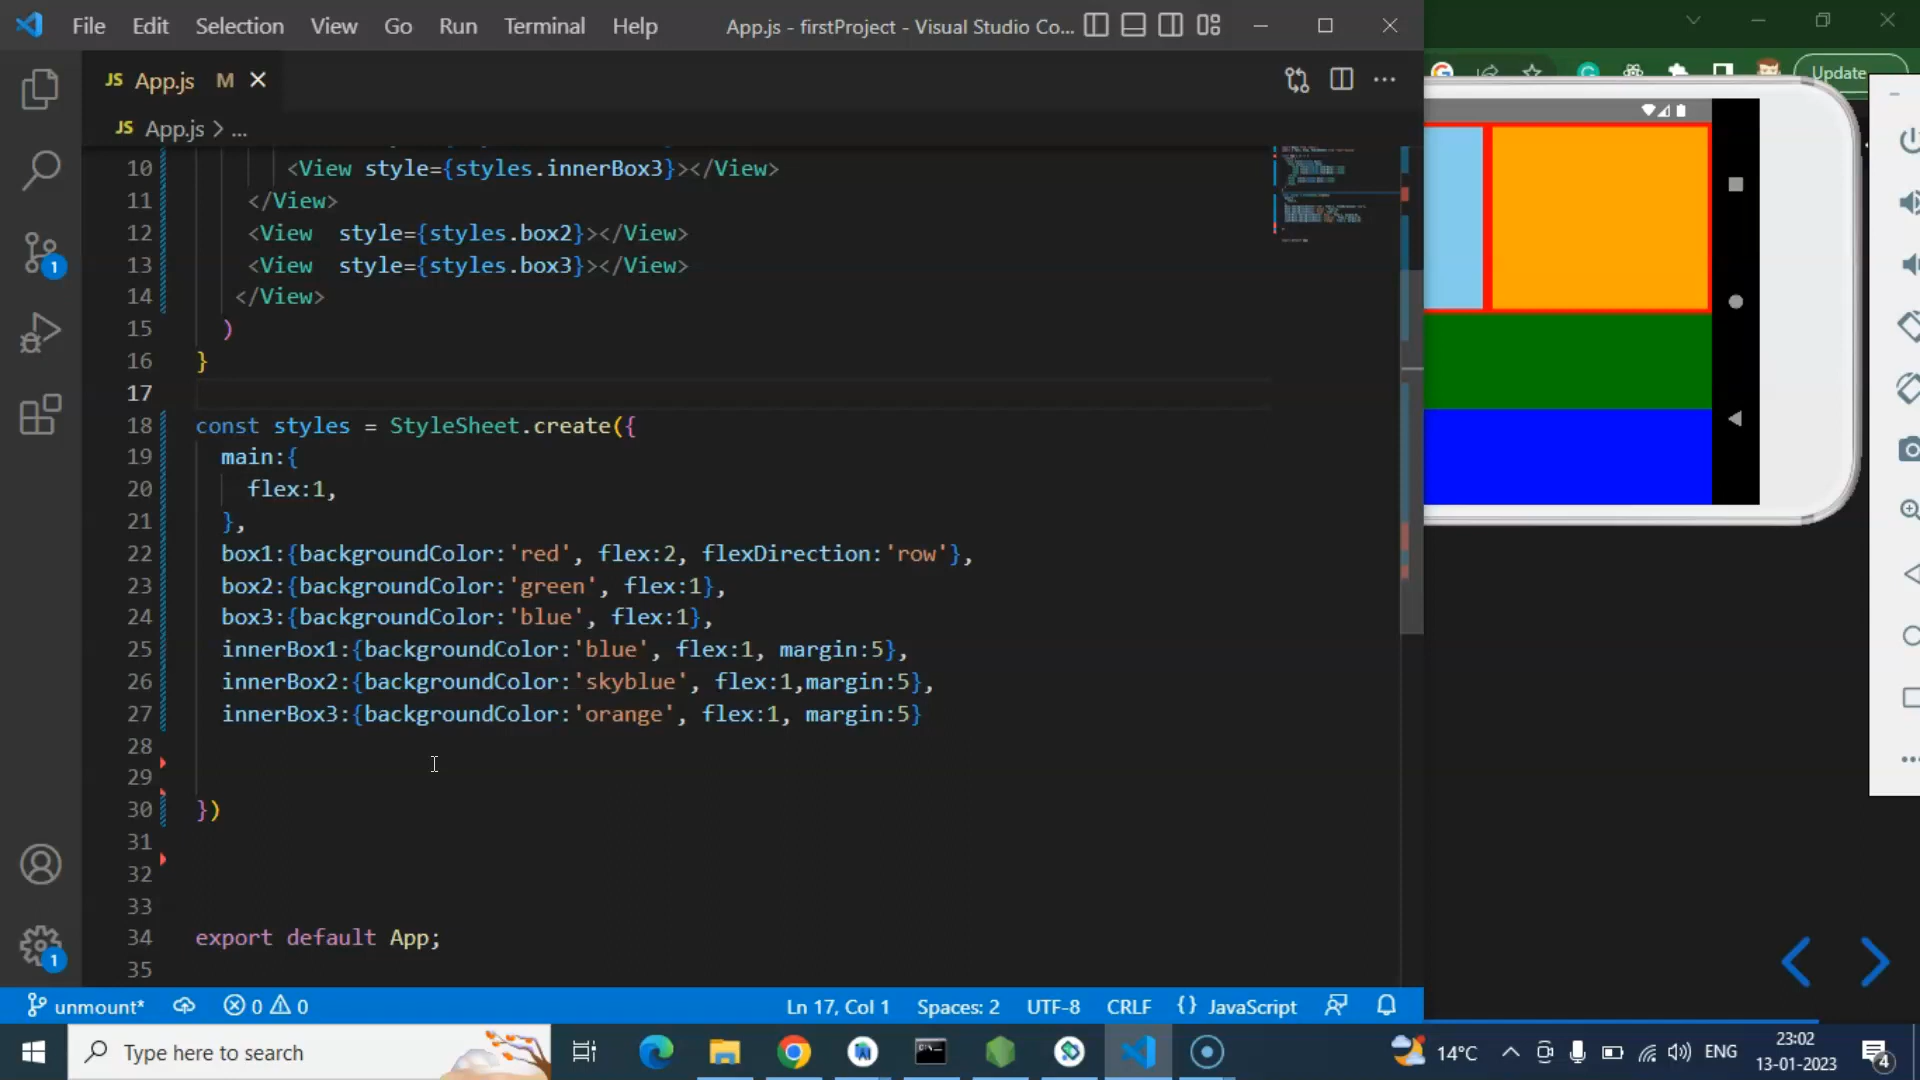 File Edit Selection View Go Run Terminal Help App.js - firstProject - Visual Studio Co...
Update
JS App.js M
JS App.js > ...
10 <View style={styles.innerBox3}></View>
11 </View>
12 <View  style={styles.box2}></View>
13 <View  style={styles.box3}></View>
14 </View>
15 )
16 }
17
18 const styles = StyleSheet.create({
19 main:{
20 flex:1,
21 },
22 box1:{backgroundColor:'red', flex:2, flexDirection:'row'},
23 box2:{backgroundColor:'green', flex:1},
24 box3:{backgroundColor:'blue', flex:1},
25 innerBox1:{backgroundColor:'blue', flex:1, margin:5},
26 innerBox2:{backgroundColor:'skyblue', flex:1,margin:5},
27 innerBox3:{backgroundColor:'orange', flex:1, margin:5}
28
29
30 })
31
32
33
34 export default App;
35
1
1
unmount* 0 0 Ln 17, Col 1 Spaces: 2 UTF-8 CRLF {} JavaScript
Type here to search
14°C ENG
23:02
13-01-2023
4